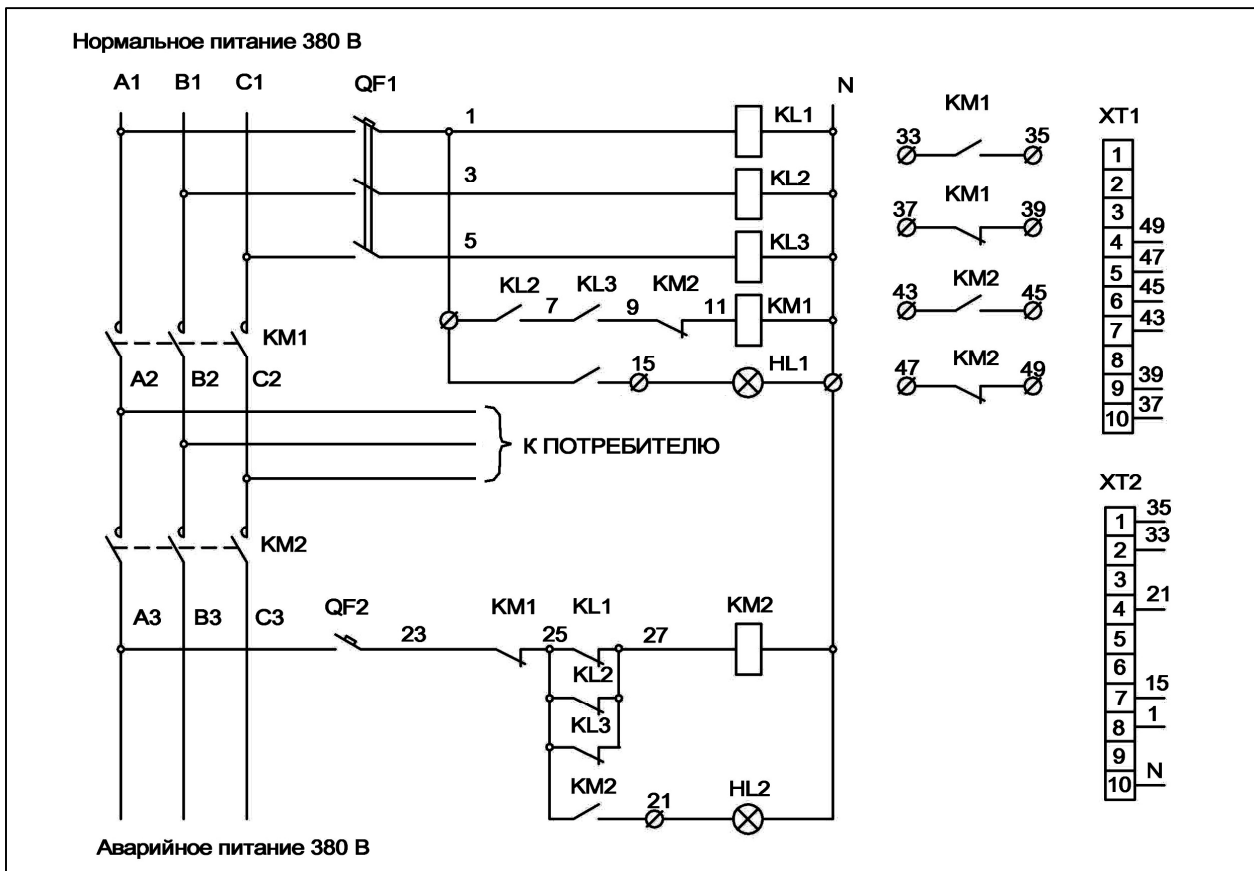 Нормальное питание 380 В
A1 B1 C1 QF1 N
1 KL1
3 KL2
5 KL3
KL2 7 KL3 9 KM2 11 KM1
KM1
15 HL1
A2 B2 C2
К ПОТРЕБИТЕЛЮ
KM2
A3 B3 C3 QF2 23 KM1 25 KL1 27 KM2
KL2
KL3
KM2 21 HL2
Аварийное питание 380 В
KM1
33 35
KM1
37 39
KM2
43 45
KM2
47 49
XT1
1
2
3
4 49
5 47
6 45
7 43
8
9 39
10 37
XT2
1 35
2 33
3
4 21
5
6
7 15
8 1
9
10 N